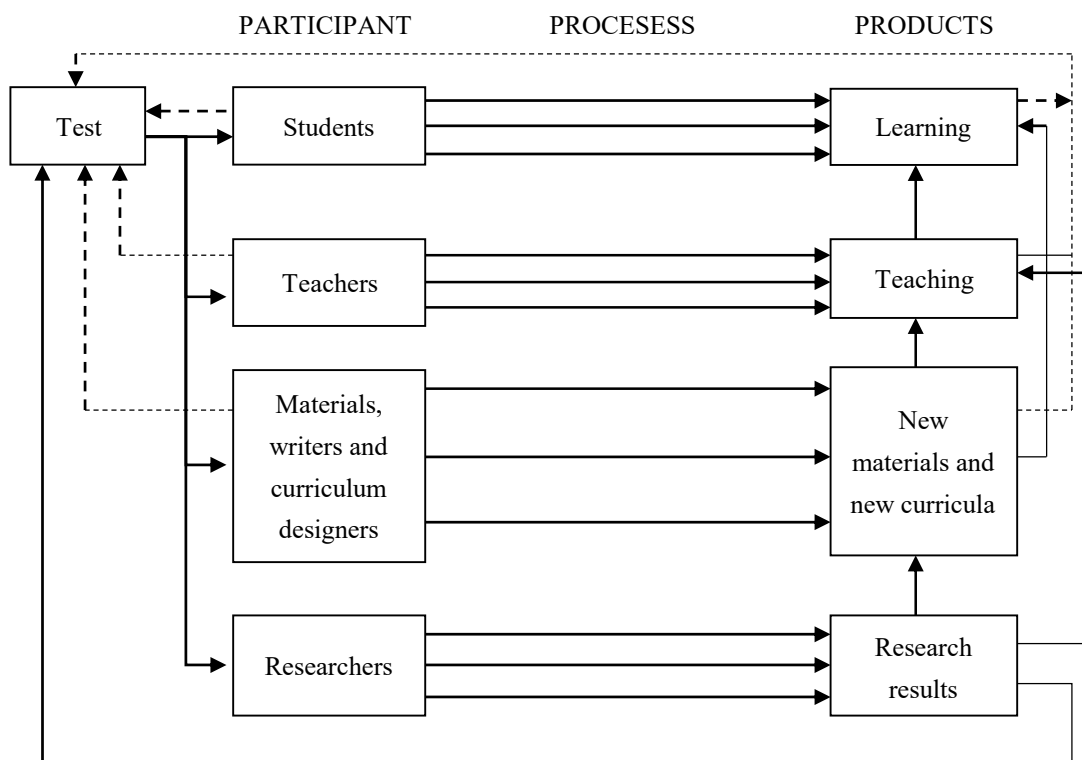 PARTICIPANT PROCESESS PRODUCTS
Test
Students
Learning
Teachers
Teaching
Materials,
writers and
curriculum
designers
New
materials and
new curricula
Researchers
Research
results